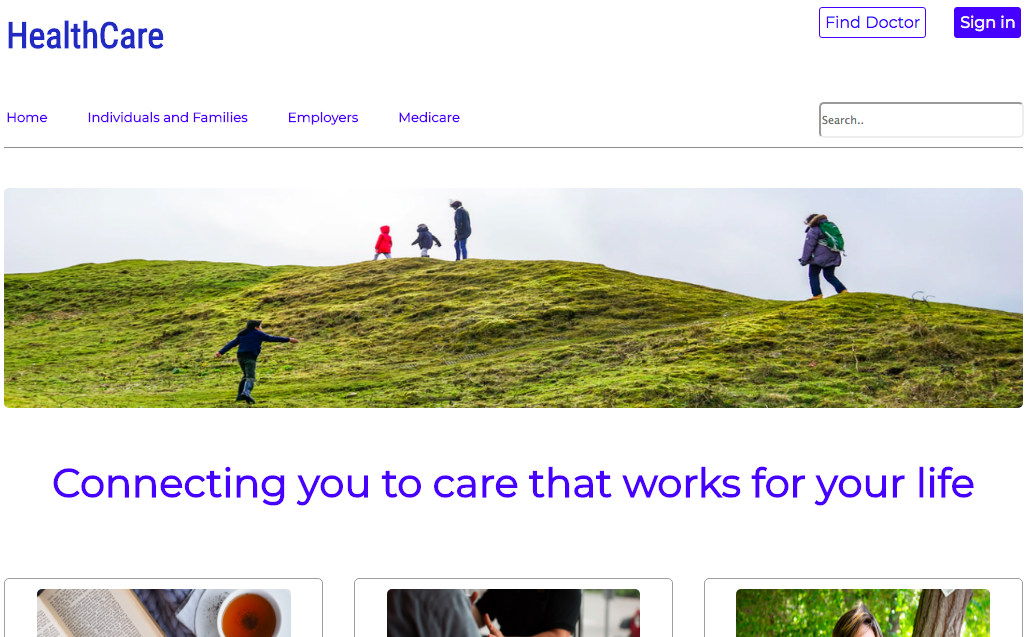 HealthCare
Find Doctor
Sign in
Home
Individuals and Families
Employers
Medicare
Search..
Connecting you to care that works for your life